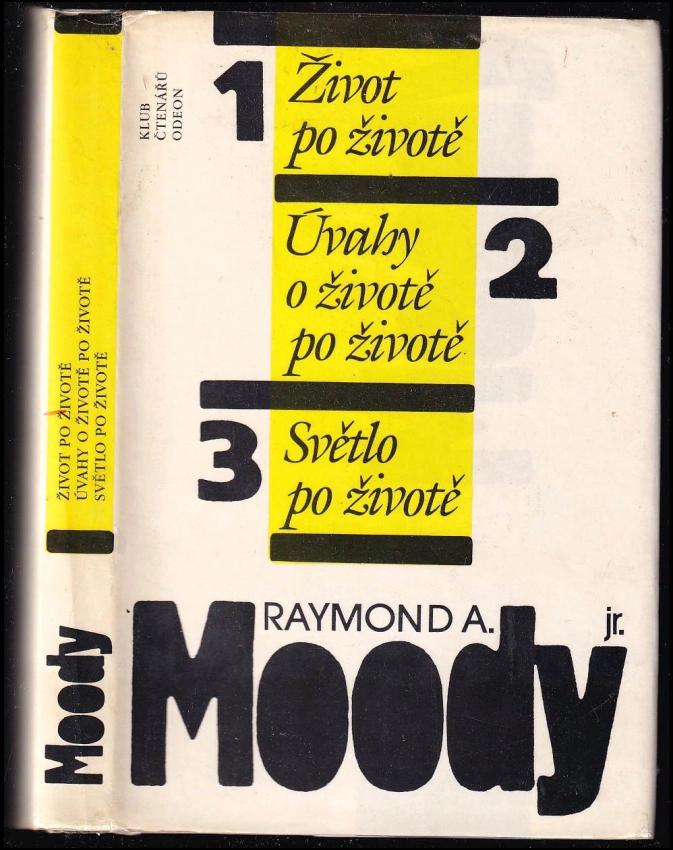 KLUB
ČTENÁŘŮ
ODEON
ŽIVOT PO ŽIVOTĚ
ÚVAHY O ŽIVOTĚ PO ŽIVOTĚ
SVĚTLO PO ŽIVOTĚ
Moody
1
Život
po životě
2
Úvahy
o životě
po životě
3
Světlo
po životě
RAYMOND A.
Moody
jr.